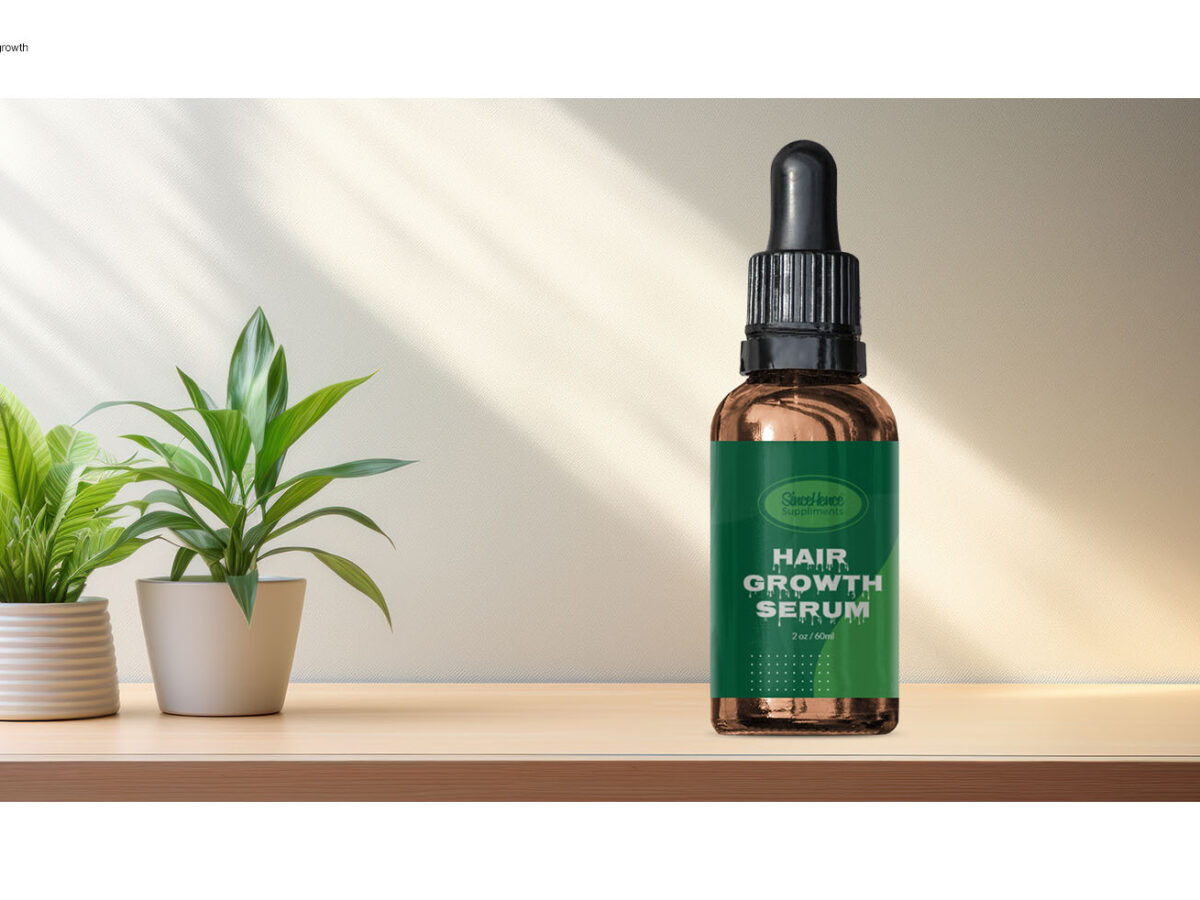 growth
SinceHence
Suppliments
HAIR
GROWTH
SERUM
2 oz / 60ml